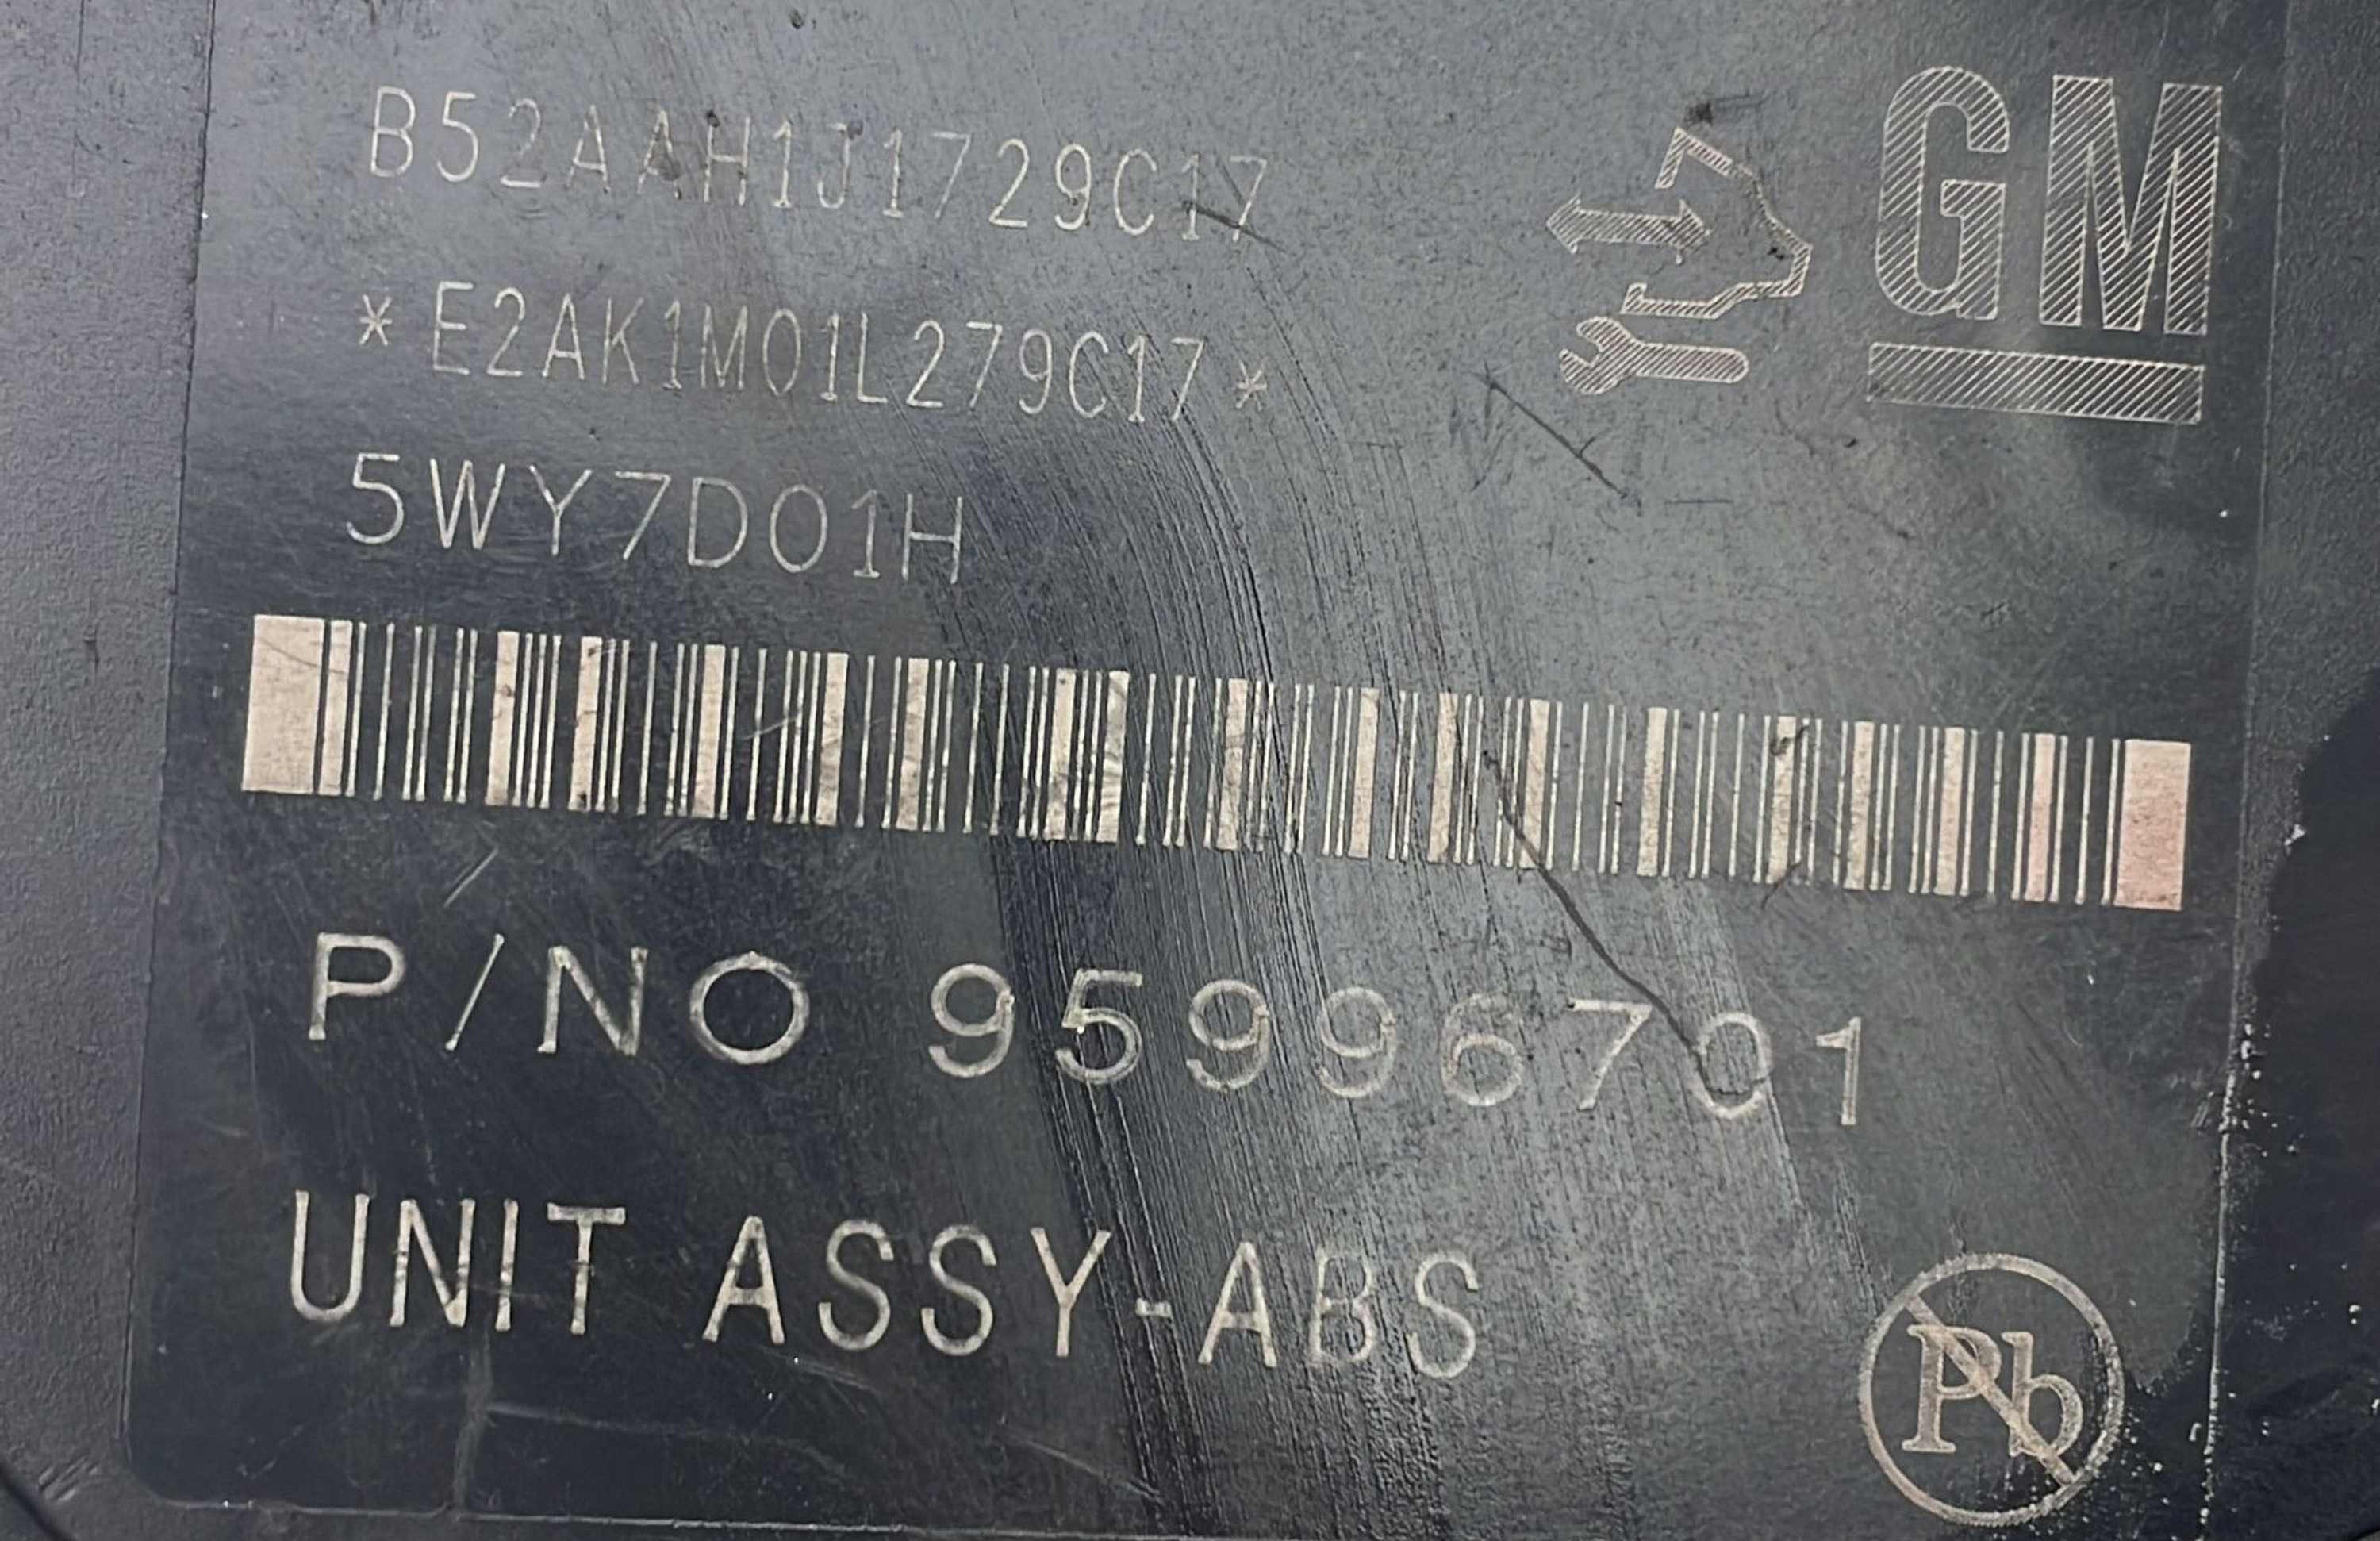 B52AAH1J1729C17
GM
*E2AK1M01L279C17*
5WY7D01H
P/NO 95996701
UNIT ASSY-ABS
Pb